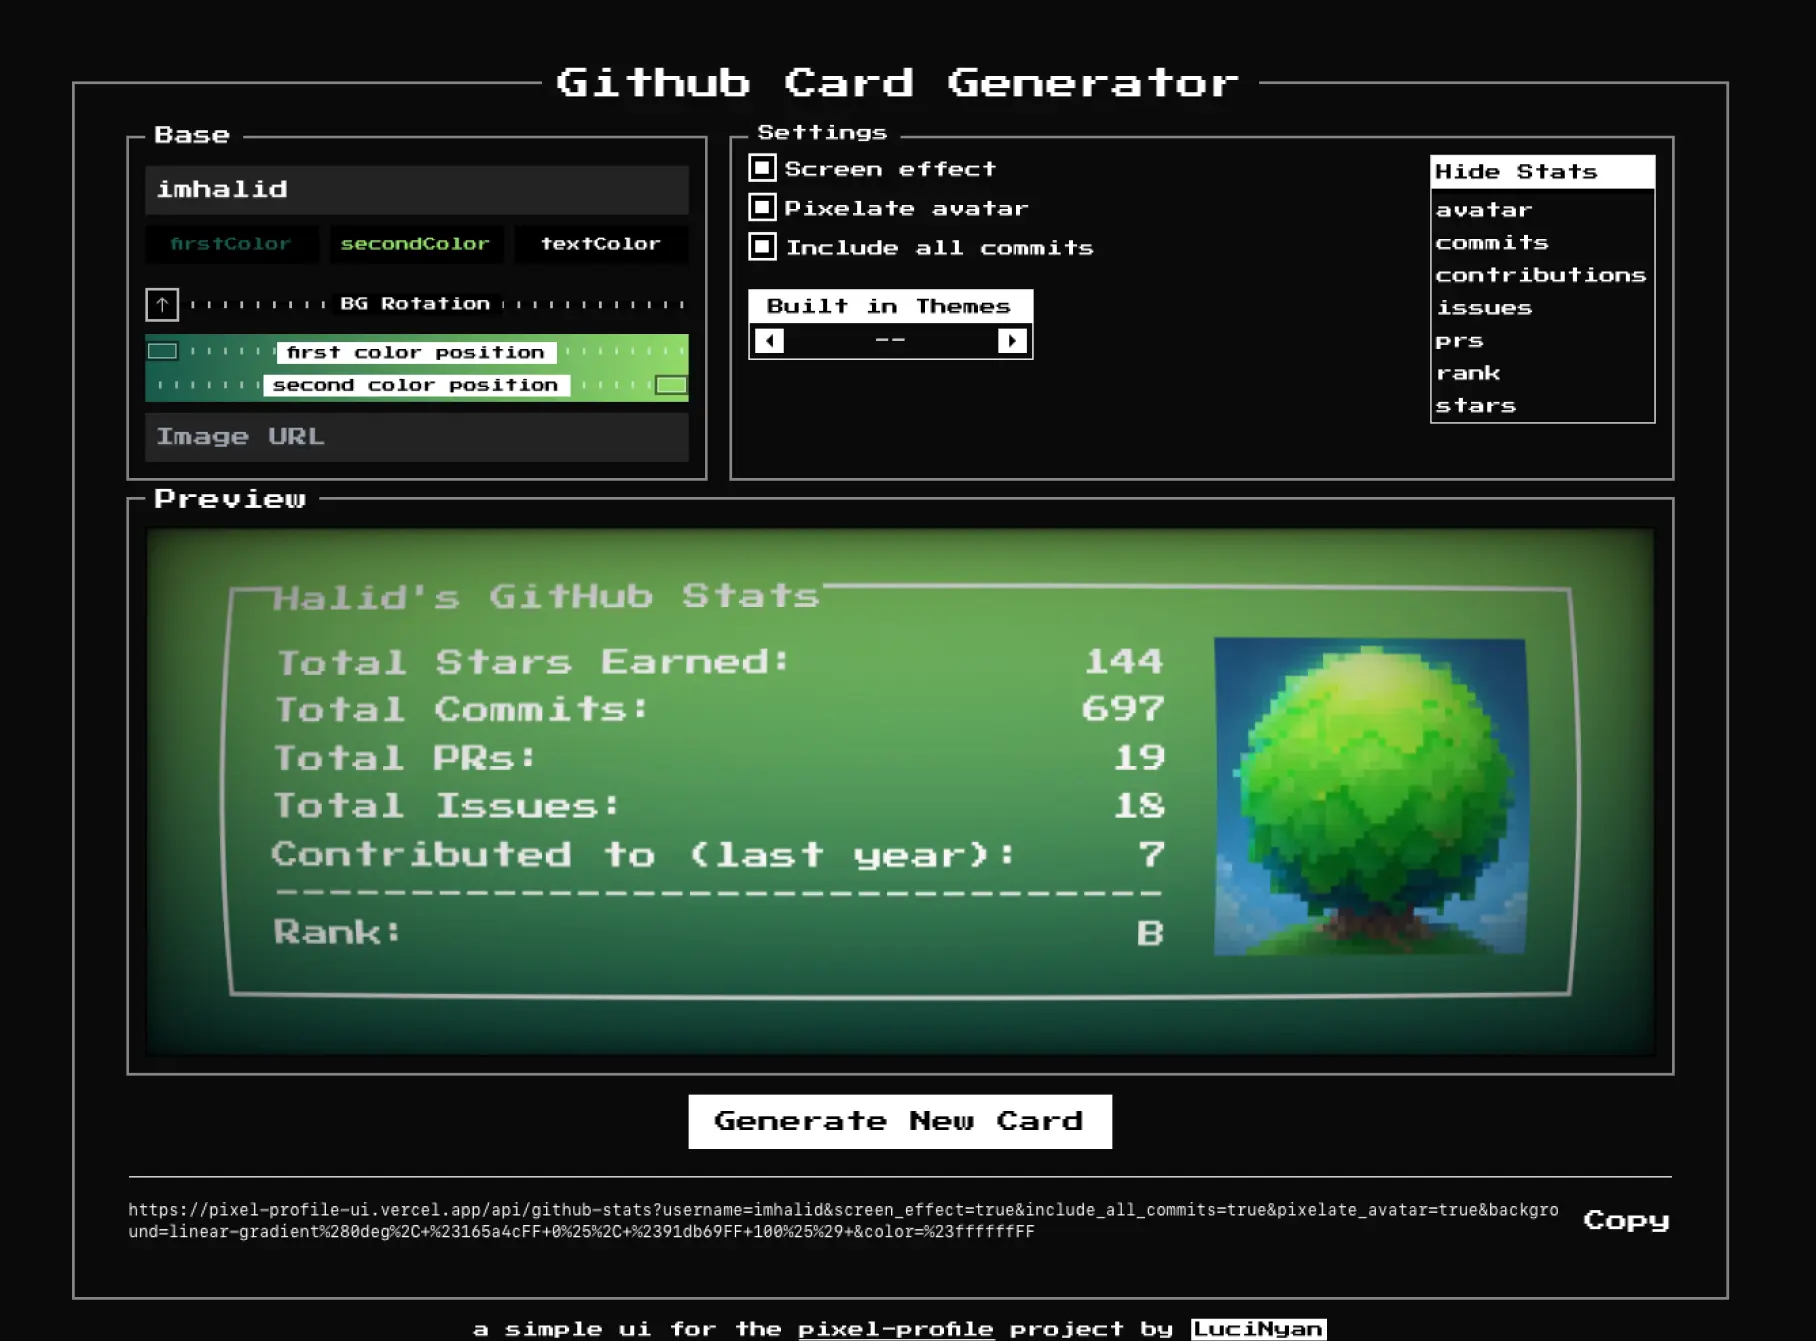 Github Card Generator
Base
imhalid
firstColor secondColor textColor
↑ BG Rotation
first color position
second color position
Image URL
Settings
Screen effect
Pixelate avatar
Include all commits
Built in Themes
--
Hide Stats
avatar
commits
contributions
issues
prs
rank
stars
Preview
Halid's GitHub Stats
Total Stars Earned: 144
Total Commits: 697
Total PRs: 19
Total Issues: 18
Contributed to (last year): 7
Rank: B
Generate New Card
https://pixel-profile-ui.vercel.app/api/github-stats?username=imhalid&screen_effect=true&include_all_commits=true&pixelate_avatar=true&backgro
und=linear-gradient%280deg%2C+%23165a4cFF+0%25%2C+%2391db69FF+100%25%29+&color=%23ffffffFF
Copy
a simple ui for the pixel-profile project by LuciNyan